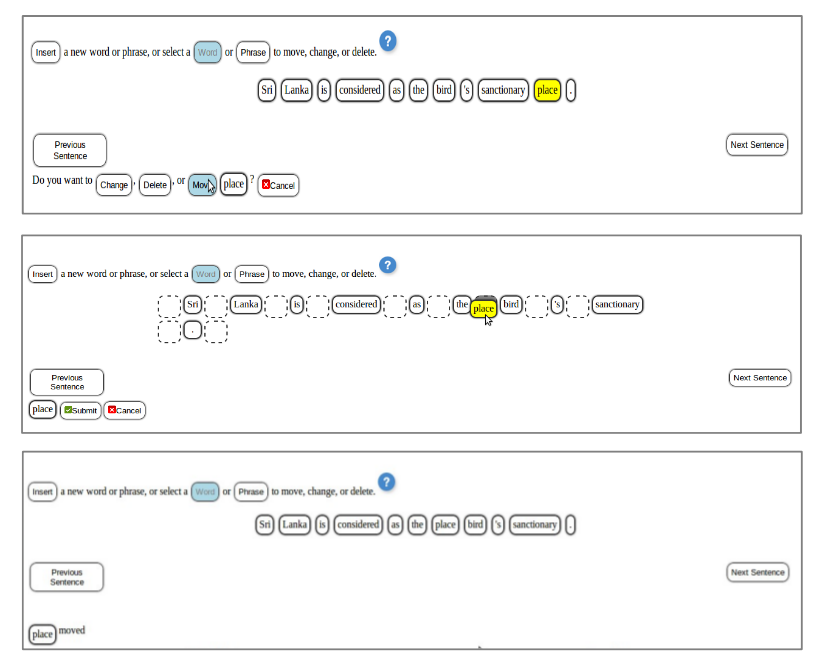 Insert a new word or phrase, or select a Word or Phrase to move, change, or delete. ?
Sri Lanka is considered as the bird 's sanctionary place .
Previous
Sentence
Next Sentence
Do you want to Change , Delete , or Move place ? Cancel
Insert a new word or phrase, or select a Word or Phrase to move, change, or delete. ?
Sri Lanka is considered as the place bird 's sanctionary
.
Previous
Sentence
Next Sentence
place Submit Cancel
Insert a new word or phrase, or select a Word or Phrase to move, change, or delete. ?
Sri Lanka is considered as the place bird 's sanctionary .
Previous
Sentence
Next Sentence
place moved